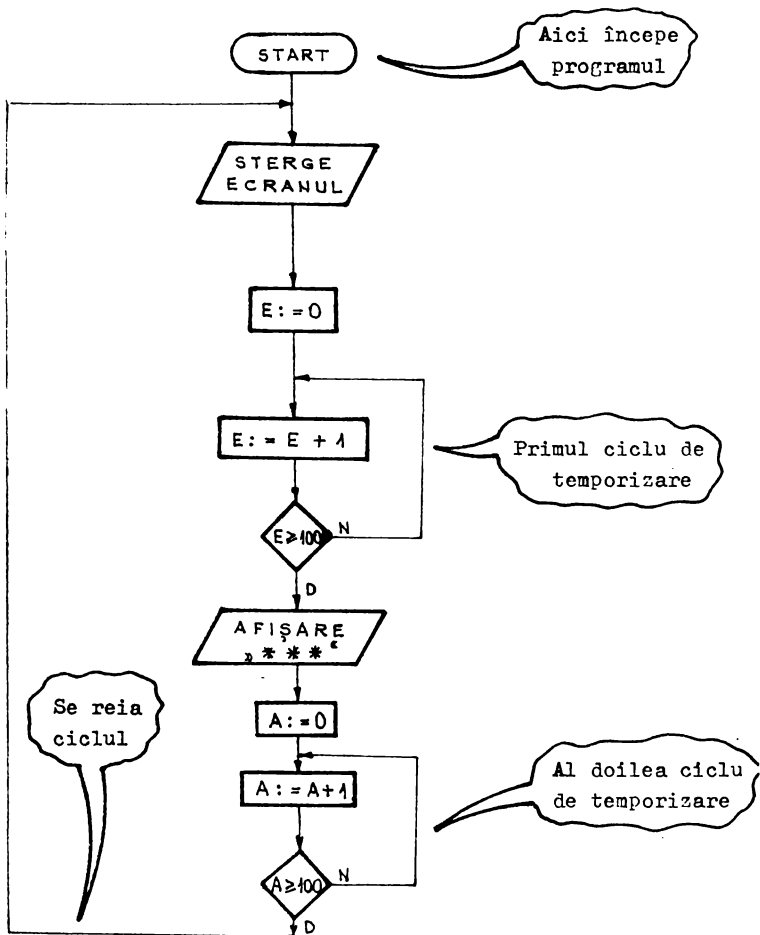 START
Aici începe
programul
STERGE
ECRANUL
E:=0
E:=E+1
Primul ciclu de
temporizare
E≥100
N
D
AFIȘARE
„***“
Se reia
ciclul
A:=0
A:=A+1
Al doilea ciclu
de temporizare
A≥100
N
D